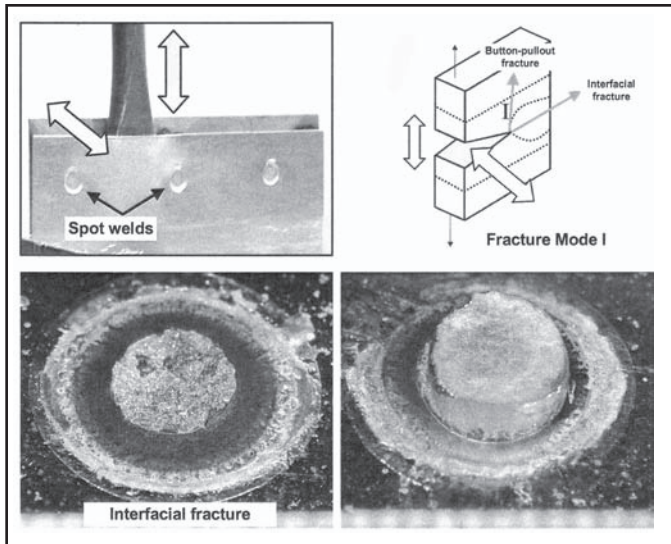 Button-pullout
fracture
Interfacial
fracture
I
Spot welds
Fracture Mode I
Interfacial fracture